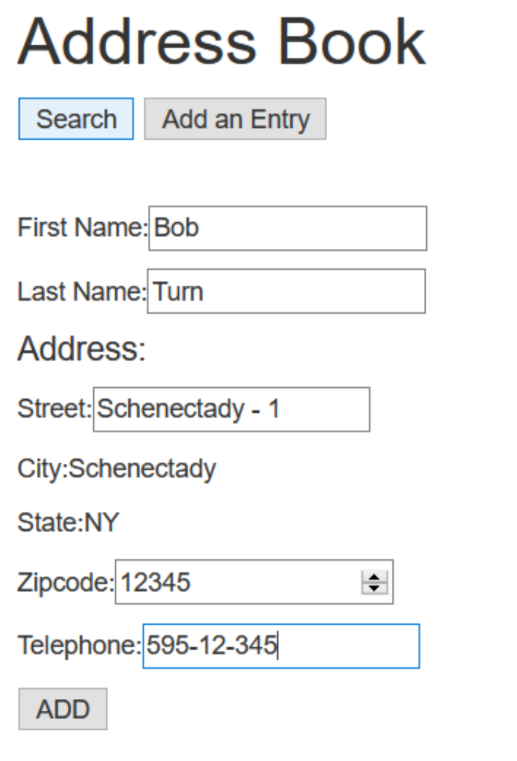 Address Book
Search Add an Entry
First Name:Bob
Last Name:Turn
Address:
Street:Schenectady - 1
City:Schenectady
State:NY
Zipcode:12345
Telephone:595-12-345
ADD